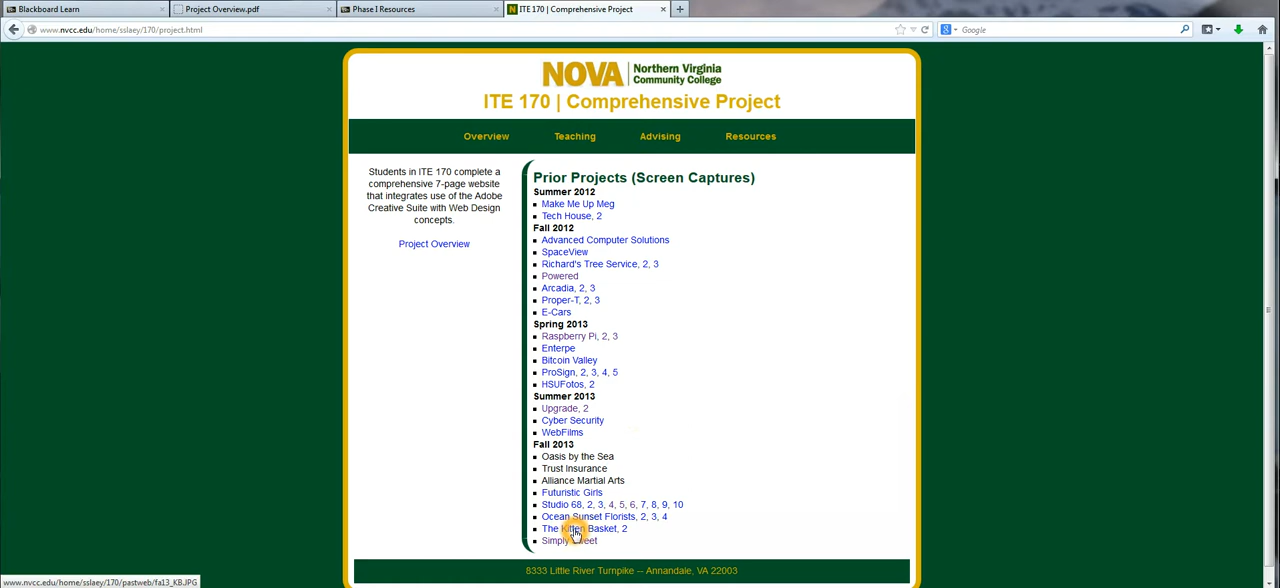 Blackboard Learn
Project Overview.pdf
Phase I Resources
ITE 170 | Comprehensive Project
www.nvcc.edu/home/sslaey/170/project.html
Google
NOVA Northern Virginia
Community College
ITE 170 | Comprehensive Project
Overview Teaching Advising Resources
Students in ITE 170 complete a
comprehensive 7-page website
that integrates use of the Adobe
Creative Suite with Web Design
concepts.
Project Overview
Prior Projects (Screen Captures)
Summer 2012
Make Me Up Meg
Tech House, 2
Fall 2012
Advanced Computer Solutions
SpaceView
Richard's Tree Service, 2, 3
Powered
Arcadia, 2, 3
Proper-T, 2, 3
E-Cars
Spring 2013
Raspberry Pi, 2, 3
Enterpe
Bitcoin Valley
ProSign, 2, 3, 4, 5
HSUFotos, 2
Summer 2013
Upgrade, 2
Cyber Security
WebFilms
Fall 2013
Oasis by the Sea
Trust Insurance
Alliance Martial Arts
Futuristic Girls
Studio 68, 2, 3, 4, 5, 6, 7, 8, 9, 10
Ocean Sunset Florists, 2, 3, 4
The Kitten Basket, 2
Simply Sweet
8333 Little River Turnpike -- Annandale, VA 22003
www.nvcc.edu/home/sslaey/170/pastweb/fa13_KB.JPG